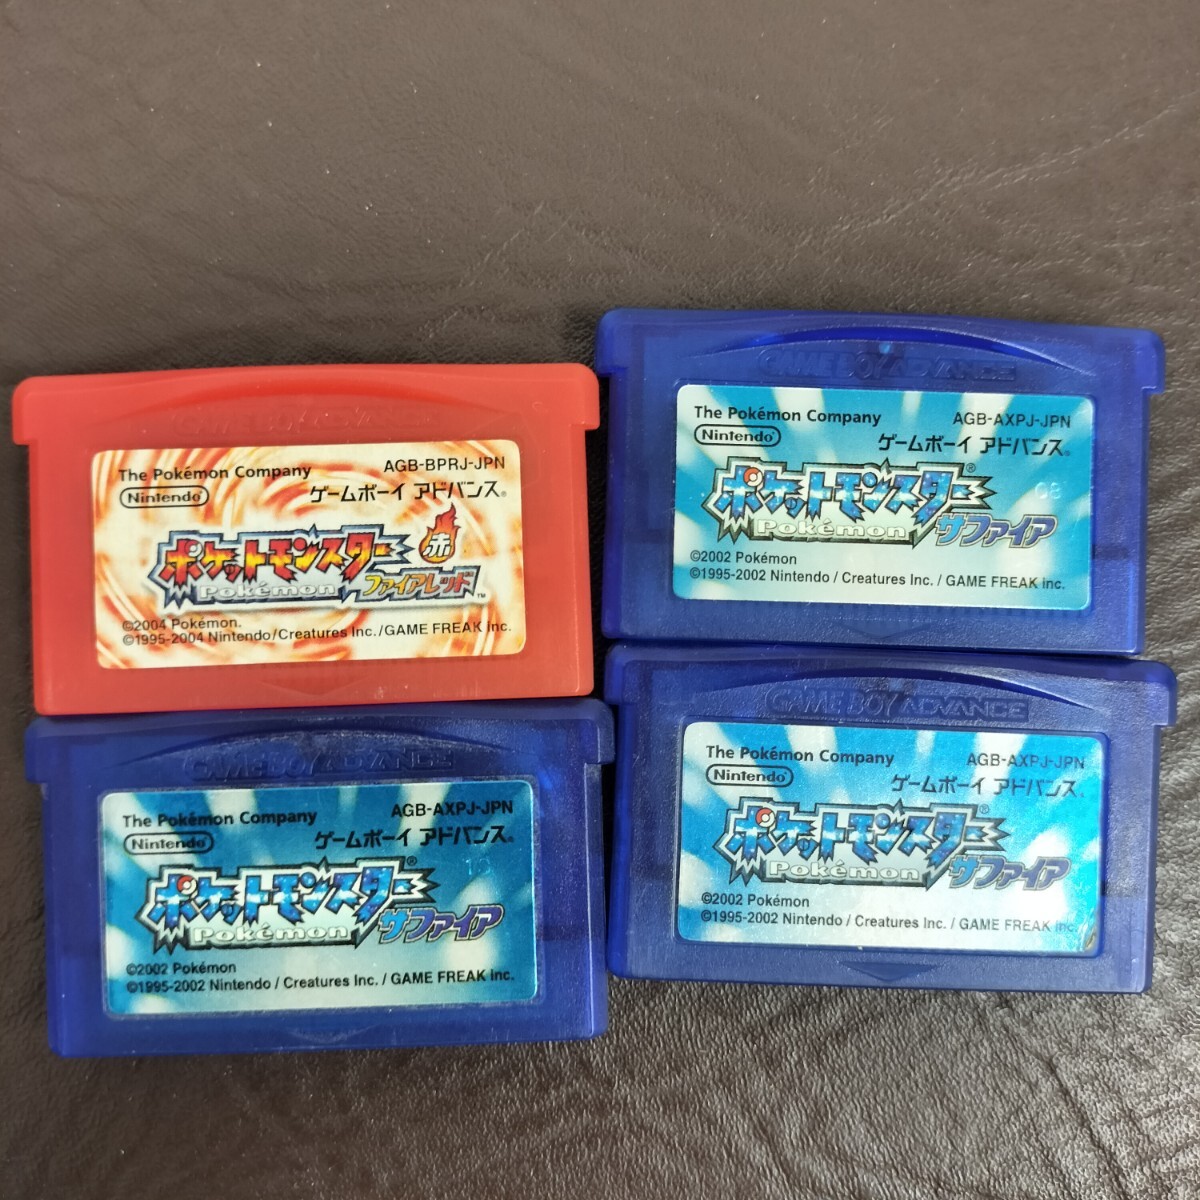 The Pokémon Company
AGB-BPRJ-JPN
Nintendo
ゲームボーイ アドバンス®
ポケットモンスター
赤
Pokémon
ファイアレッド™
©2004 Pokémon.
©1995-2004 Nintendo/Creatures Inc./GAME FREAK inc.
GAME BOY ADVANCE
The Pokémon Company
AGB-AXPJ-JPN
Nintendo
ゲームボーイ アドバンス®
ポケットモンスター®
08
Pokémon
サファイア
©2002 Pokémon
©1995-2002 Nintendo / Creatures Inc. / GAME FREAK inc.
GAME BOY ADVANCE
The Pokémon Company
AGB-AXPJ-JPN
Nintendo
ゲームボーイ アドバンス®
ポケットモンスター®
Pokémon
サファイア
©2002 Pokémon
©1995-2002 Nintendo / Creatures Inc. / GAME FREAK inc.
GAME BOY ADVANCE
The Pokémon Company
AGB-AXPJ-JPN
Nintendo
ゲームボーイ アドバンス®
ポケットモンスター®
Pokémon
サファイア
©2002 Pokémon
©1995-2002 Nintendo / Creatures Inc. / GAME FREAK inc.